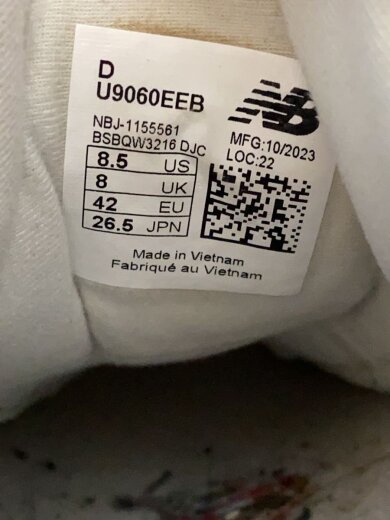 D
U9060EEB
NB
NBJ-1155561
BSBQW3216 DJC
MFG:10/2023
LOC:22
8.5 US
8 UK
42 EU
26.5 JPN
Made in Vietnam
Fabriqué au Vietnam